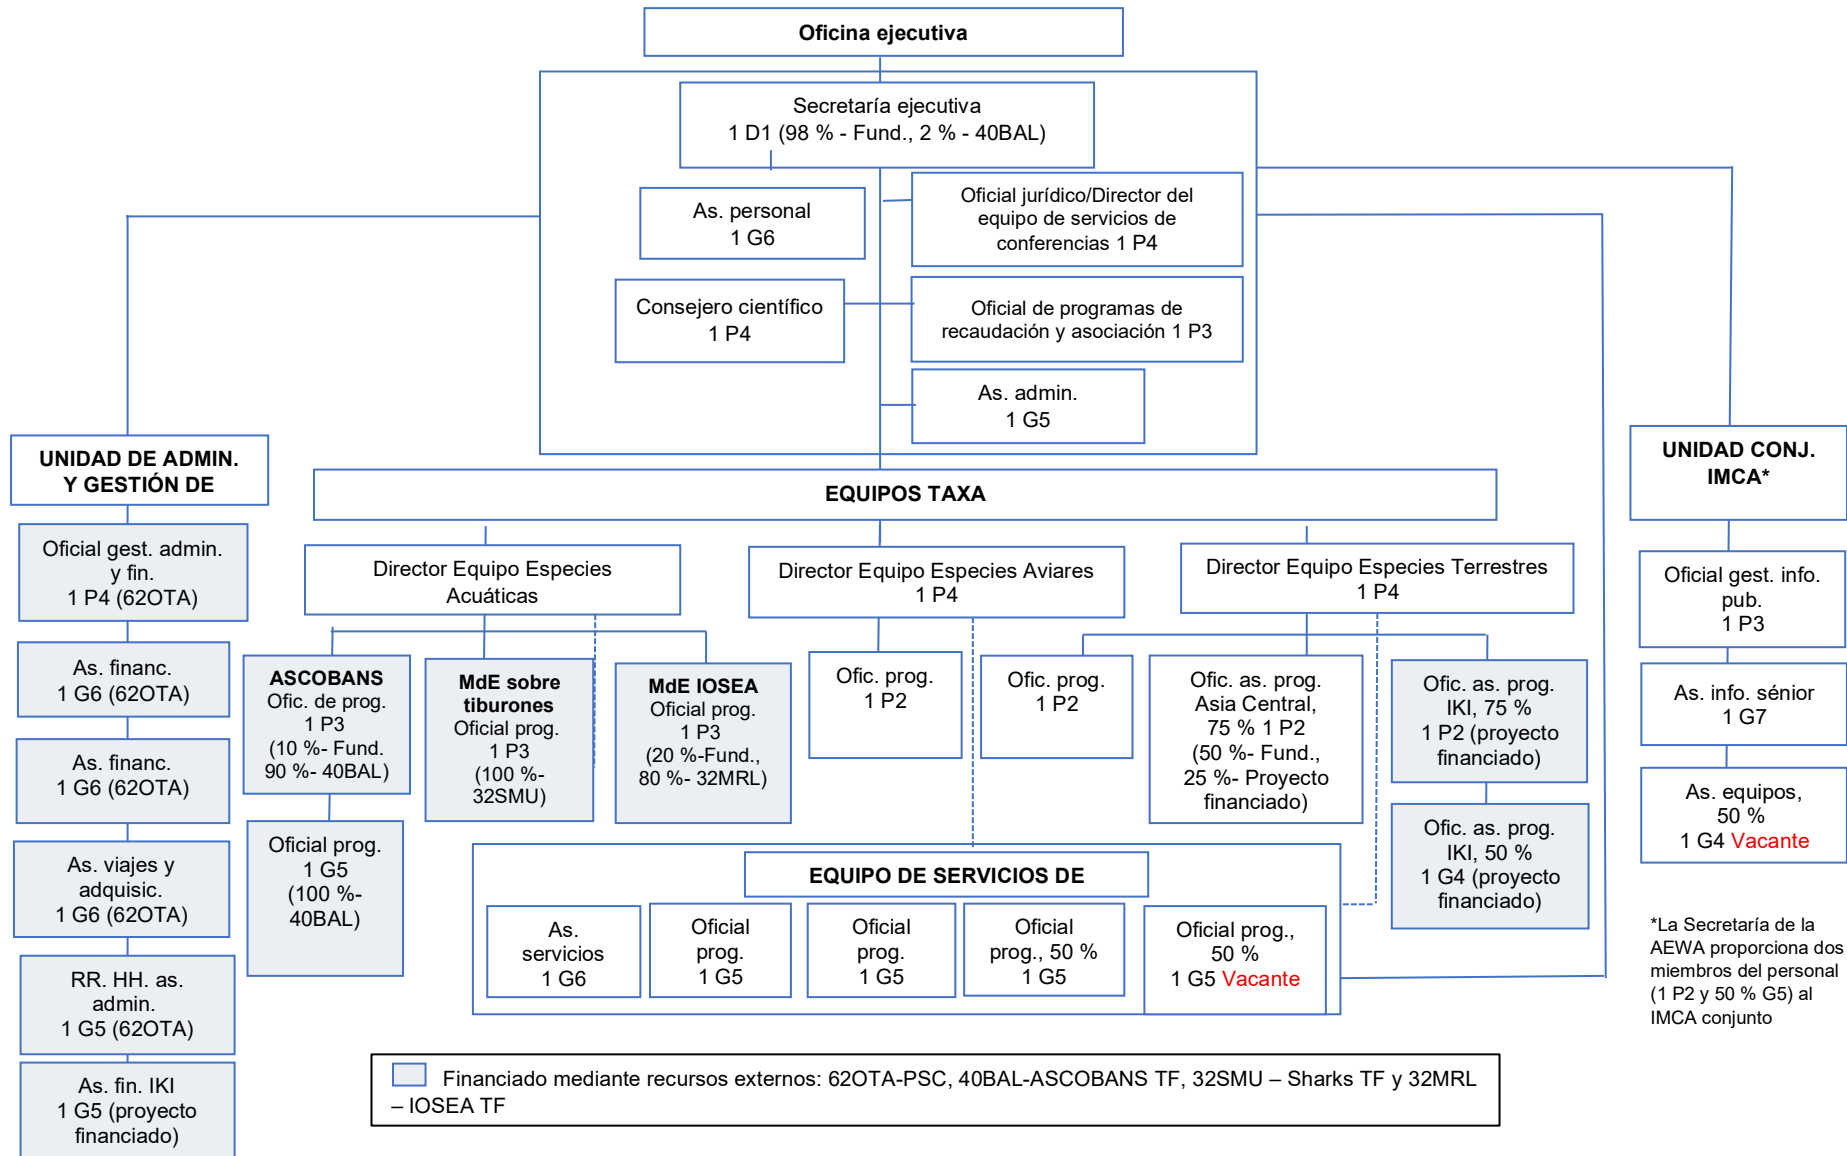 Oficina ejecutiva
Secretaría ejecutiva
1 D1 (98 % - Fund., 2 % - 40BAL)
As. personal
1 G6
Oficial jurídico/Director del
equipo de servicios de
conferencias 1 P4
Consejero científico
1 P4
Oficial de programas de
recaudación y asociación 1 P3
As. admin.
1 G5
UNIDAD DE ADMIN.
Y GESTIÓN DE
Oficial gest. admin.
y fin.
1 P4 (62OTA)
As. financ.
1 G6 (62OTA)
As. financ.
1 G6 (62OTA)
As. viajes y
adquisic.
1 G6 (62OTA)
RR. HH. as.
admin.
1 G5 (62OTA)
As. fin. IKI
1 G5 (proyecto
financiado)
EQUIPOS TAXA
Director Equipo Especies
Acuáticas
ASCOBANS
Ofic. de prog.
1 P3
(10 %- Fund.
90 %- 40BAL)
Oficial prog.
1 G5
(100 %-
40BAL)
MdE sobre
tiburones
Oficial prog.
1 P3
(100 %-
32SMU)
MdE IOSEA
Oficial prog.
1 P3
(20 %-Fund.,
80 %- 32MRL)
Director Equipo Especies Aviares
1 P4
Ofic. prog.
1 P2
Director Equipo Especies Terrestres
1 P4
Ofic. prog.
1 P2
Ofic. as. prog.
Asia Central,
75 % 1 P2
(50 %- Fund.,
25 %- Proyecto
financiado)
Ofic. as. prog.
IKI, 75 %
1 P2 (proyecto
financiado)
Ofic. as. prog.
IKI, 50 %
1 G4 (proyecto
financiado)
EQUIPO DE SERVICIOS DE
As.
servicios
1 G6
Oficial
prog.
1 G5
Oficial
prog.
1 G5
Oficial
prog., 50 %
1 G5
Oficial prog.,
50 %
1 G5 Vacante
UNIDAD CONJ.
IMCA*
Oficial gest. info.
pub.
1 P3
As. info. sénior
1 G7
As. equipos,
50 %
1 G4 Vacante
*La Secretaría de la
AEWA proporciona dos
miembros del personal
(1 P2 y 50 % G5) al
IMCA conjunto
Financiado mediante recursos externos: 62OTA-PSC, 40BAL-ASCOBANS TF, 32SMU – Sharks TF y 32MRL
– IOSEA TF